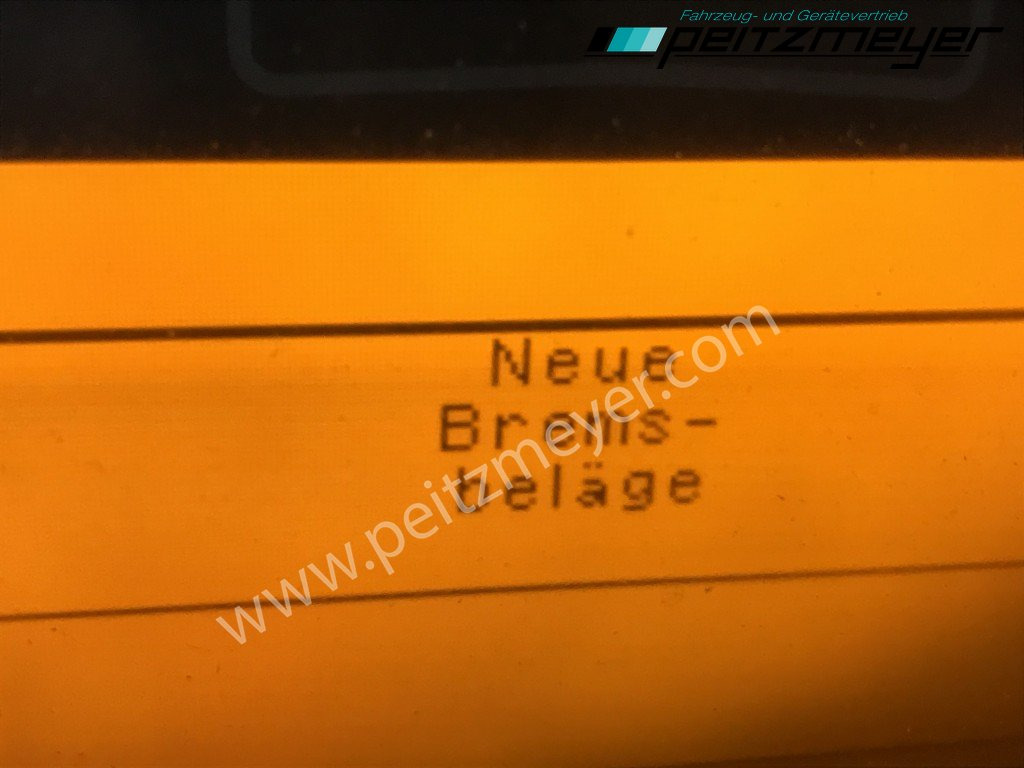 Fahrzeug- und Gerätevertrieb
peitzmeyer
Neue
Brems-
beläge
www.peitzmeyer.com